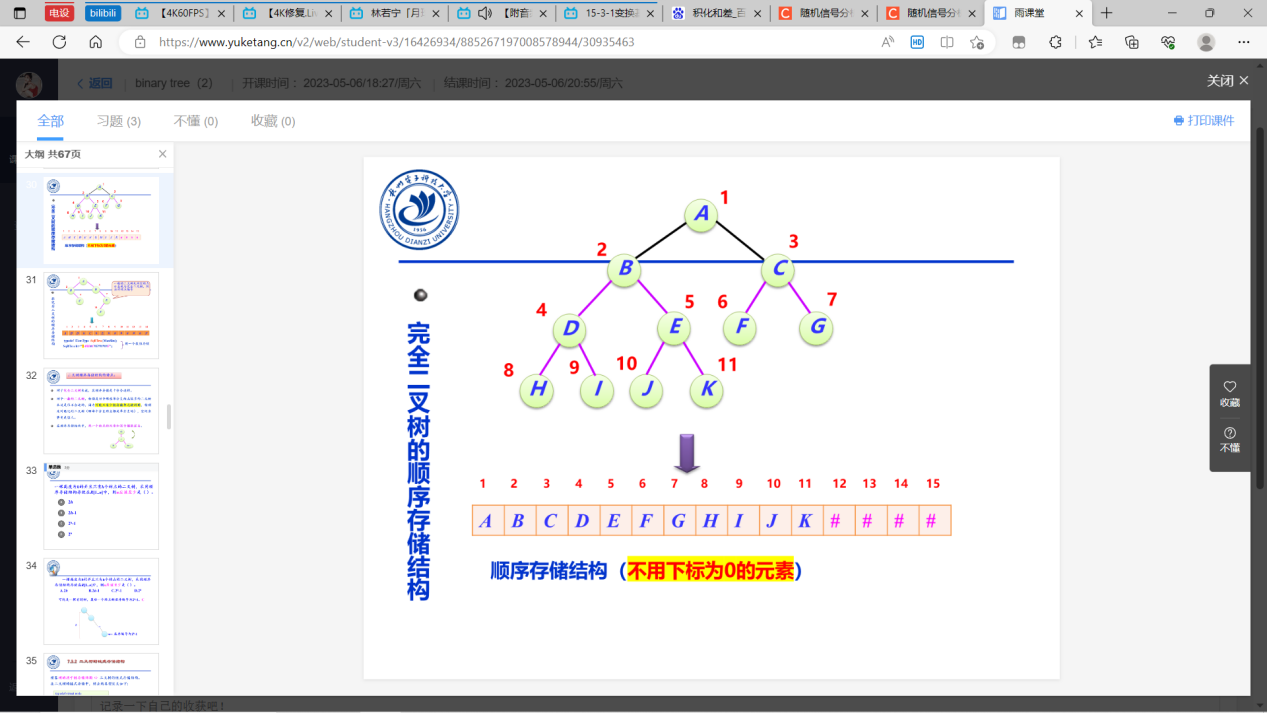 电设
bilibili
【4K60FPS】
【4K修复.Li
林若宁「月
【附音
15-3-1变换
积化和差_百
随机信号分
随机信号分
雨课堂
https://www.yuketang.cn/v2/web/student-v3/16426934/885267197008578944/30935463
返回
binary tree（2）
开课时间： 2023-05-06/18:27/周六
结课时间： 2023-05-06/20:55/周六
关闭
全部
习题 (3)
不懂 (0)
收藏 (0)
打印课件
大纲 共67页
31
32
33
34
35
HANGZHOU DIANZI UNIVERSITY
1956
1
A
2
3
B
C
4
5
6
7
D
E
F
G
8
9
10
11
H
I
J
K
完全二叉树的顺序存储结构
1 2 3 4 5 6 7 8 9 10 11 12 13 14 15
A B C D E F G H I J K # # # #
顺序存储结构（不用下标为0的元素）
收藏
不懂
记录一下自己的收获吧！